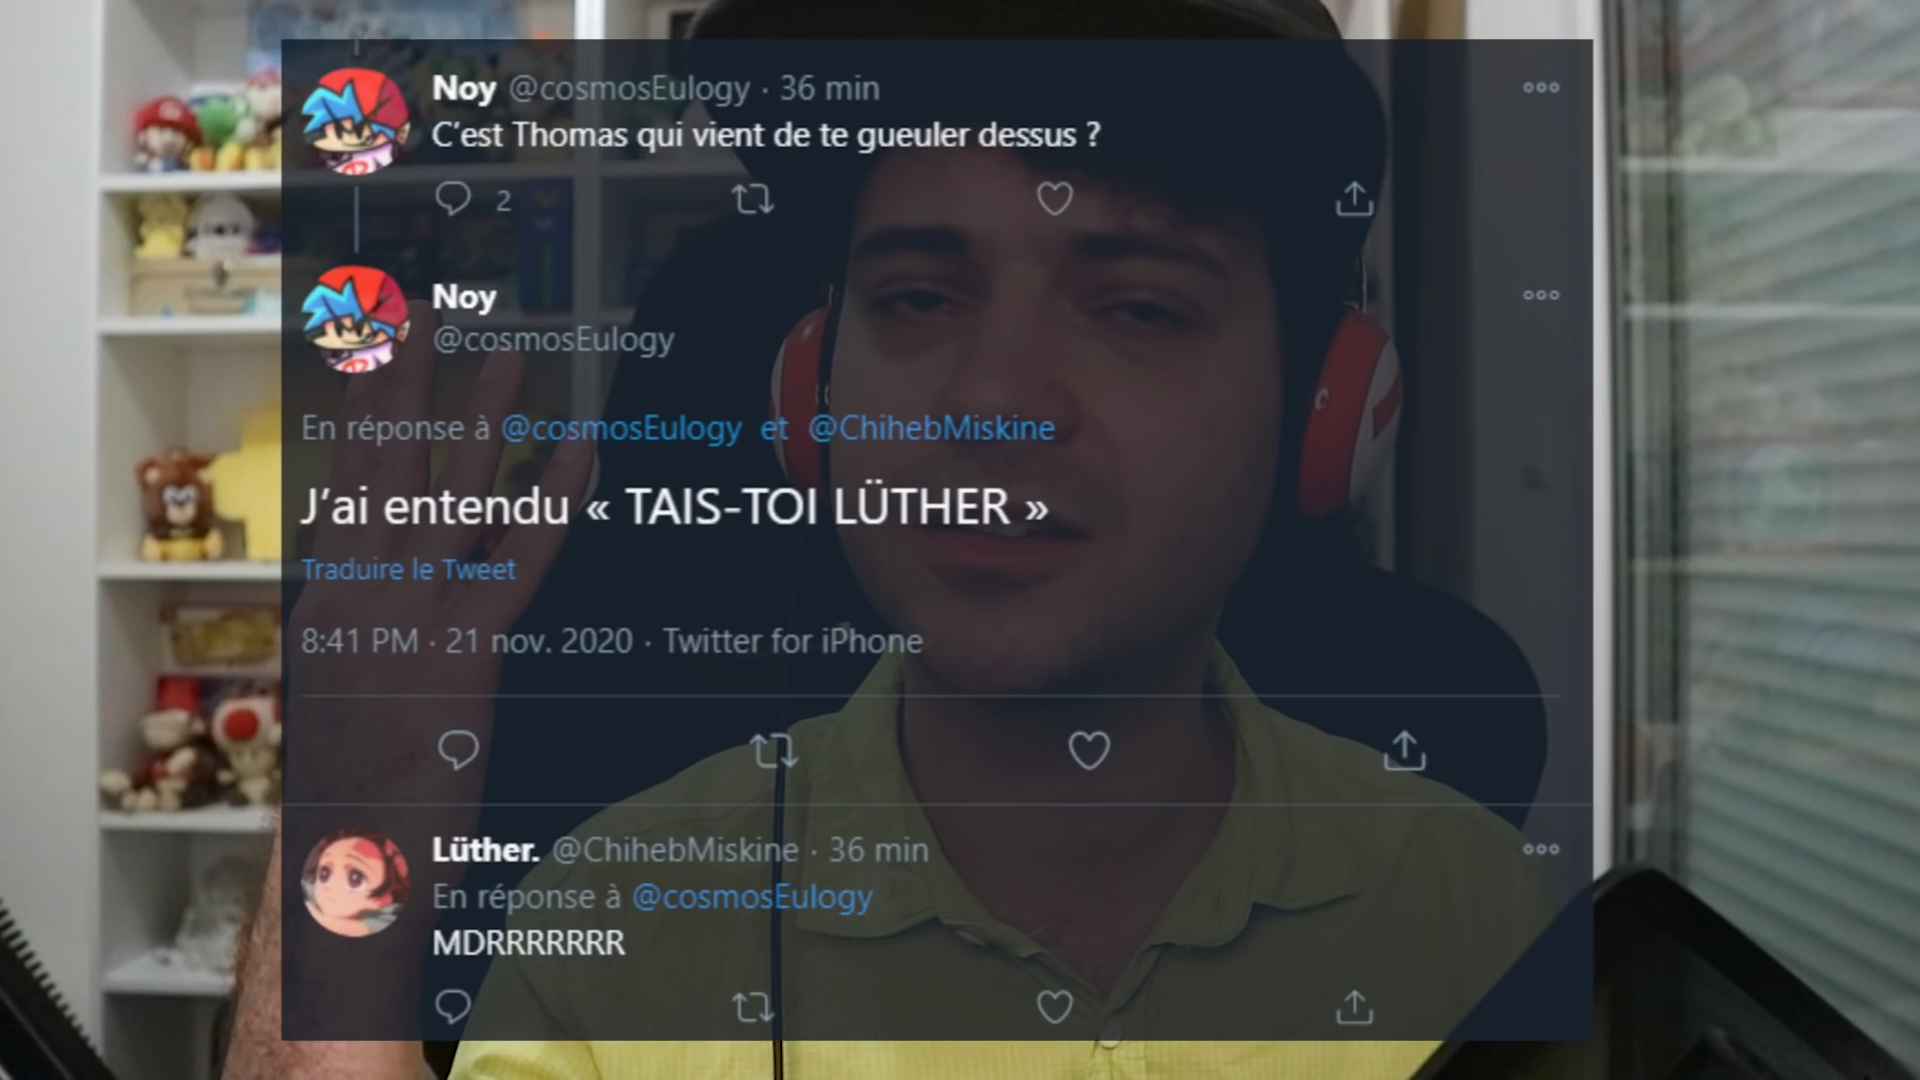 Noy @cosmosEulogy · 36 min
C'est Thomas qui vient de te gueuler dessus ?
2
Noy
@cosmosEulogy
En réponse à @cosmosEulogy et @ChihebMiskine
J'ai entendu « TAIS-TOI LÜTHER »
Traduire le Tweet
8:41 PM · 21 nov. 2020 · Twitter for iPhone
Lüther. @ChihebMiskine · 36 min
En réponse à @cosmosEulogy
MDRRRRRRR